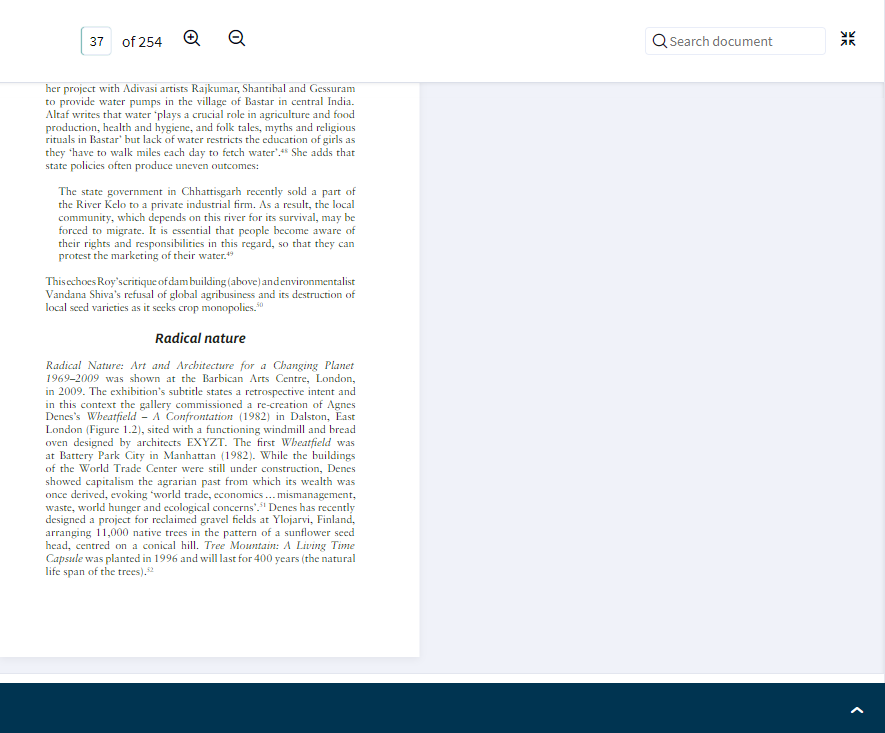 37 of 254 Search document
her project with Adivasi artists Rajkumar, Shantibal and Gessuram
to provide water pumps in the village of Bastar in central India.
Altaf writes that water ‘plays a crucial role in agriculture and food
production, health and hygiene, and folk tales, myths and religious
rituals in Bastar’ but lack of water restricts the education of girls as
they ‘have to walk miles each day to fetch water’.48 She adds that
state policies often produce uneven outcomes:
The state government in Chhattisgarh recently sold a part of
the River Kelo to a private industrial firm. As a result, the local
community, which depends on this river for its survival, may be
forced to migrate. It is essential that people become aware of
their rights and responsibilities in this regard, so that they can
protest the marketing of their water.49
This echoes Roy’s critique of dam building (above) and environmentalist
Vandana Shiva’s refusal of global agribusiness and its destruction of
local seed varieties as it seeks crop monopolies.50
Radical nature
Radical Nature: Art and Architecture for a Changing Planet
1969–2009 was shown at the Barbican Arts Centre, London,
in 2009. The exhibition’s subtitle states a retrospective intent and
in this context the gallery commissioned a re-creation of Agnes
Denes’s Wheatfield – A Confrontation (1982) in Dalston, East
London (Figure 1.2), sited with a functioning windmill and bread
oven designed by architects EXYZT. The first Wheatfield was
at Battery Park City in Manhattan (1982). While the buildings
of the World Trade Center were still under construction, Denes
showed capitalism the agrarian past from which its wealth was
once derived, evoking ‘world trade, economics ... mismanagement,
waste, world hunger and ecological concerns’.51 Denes has recently
designed a project for reclaimed gravel fields at Ylojarvi, Finland,
arranging 11,000 native trees in the pattern of a sunflower seed
head, centred on a conical hill. Tree Mountain: A Living Time
Capsule was planted in 1996 and will last for 400 years (the natural
life span of the trees).52